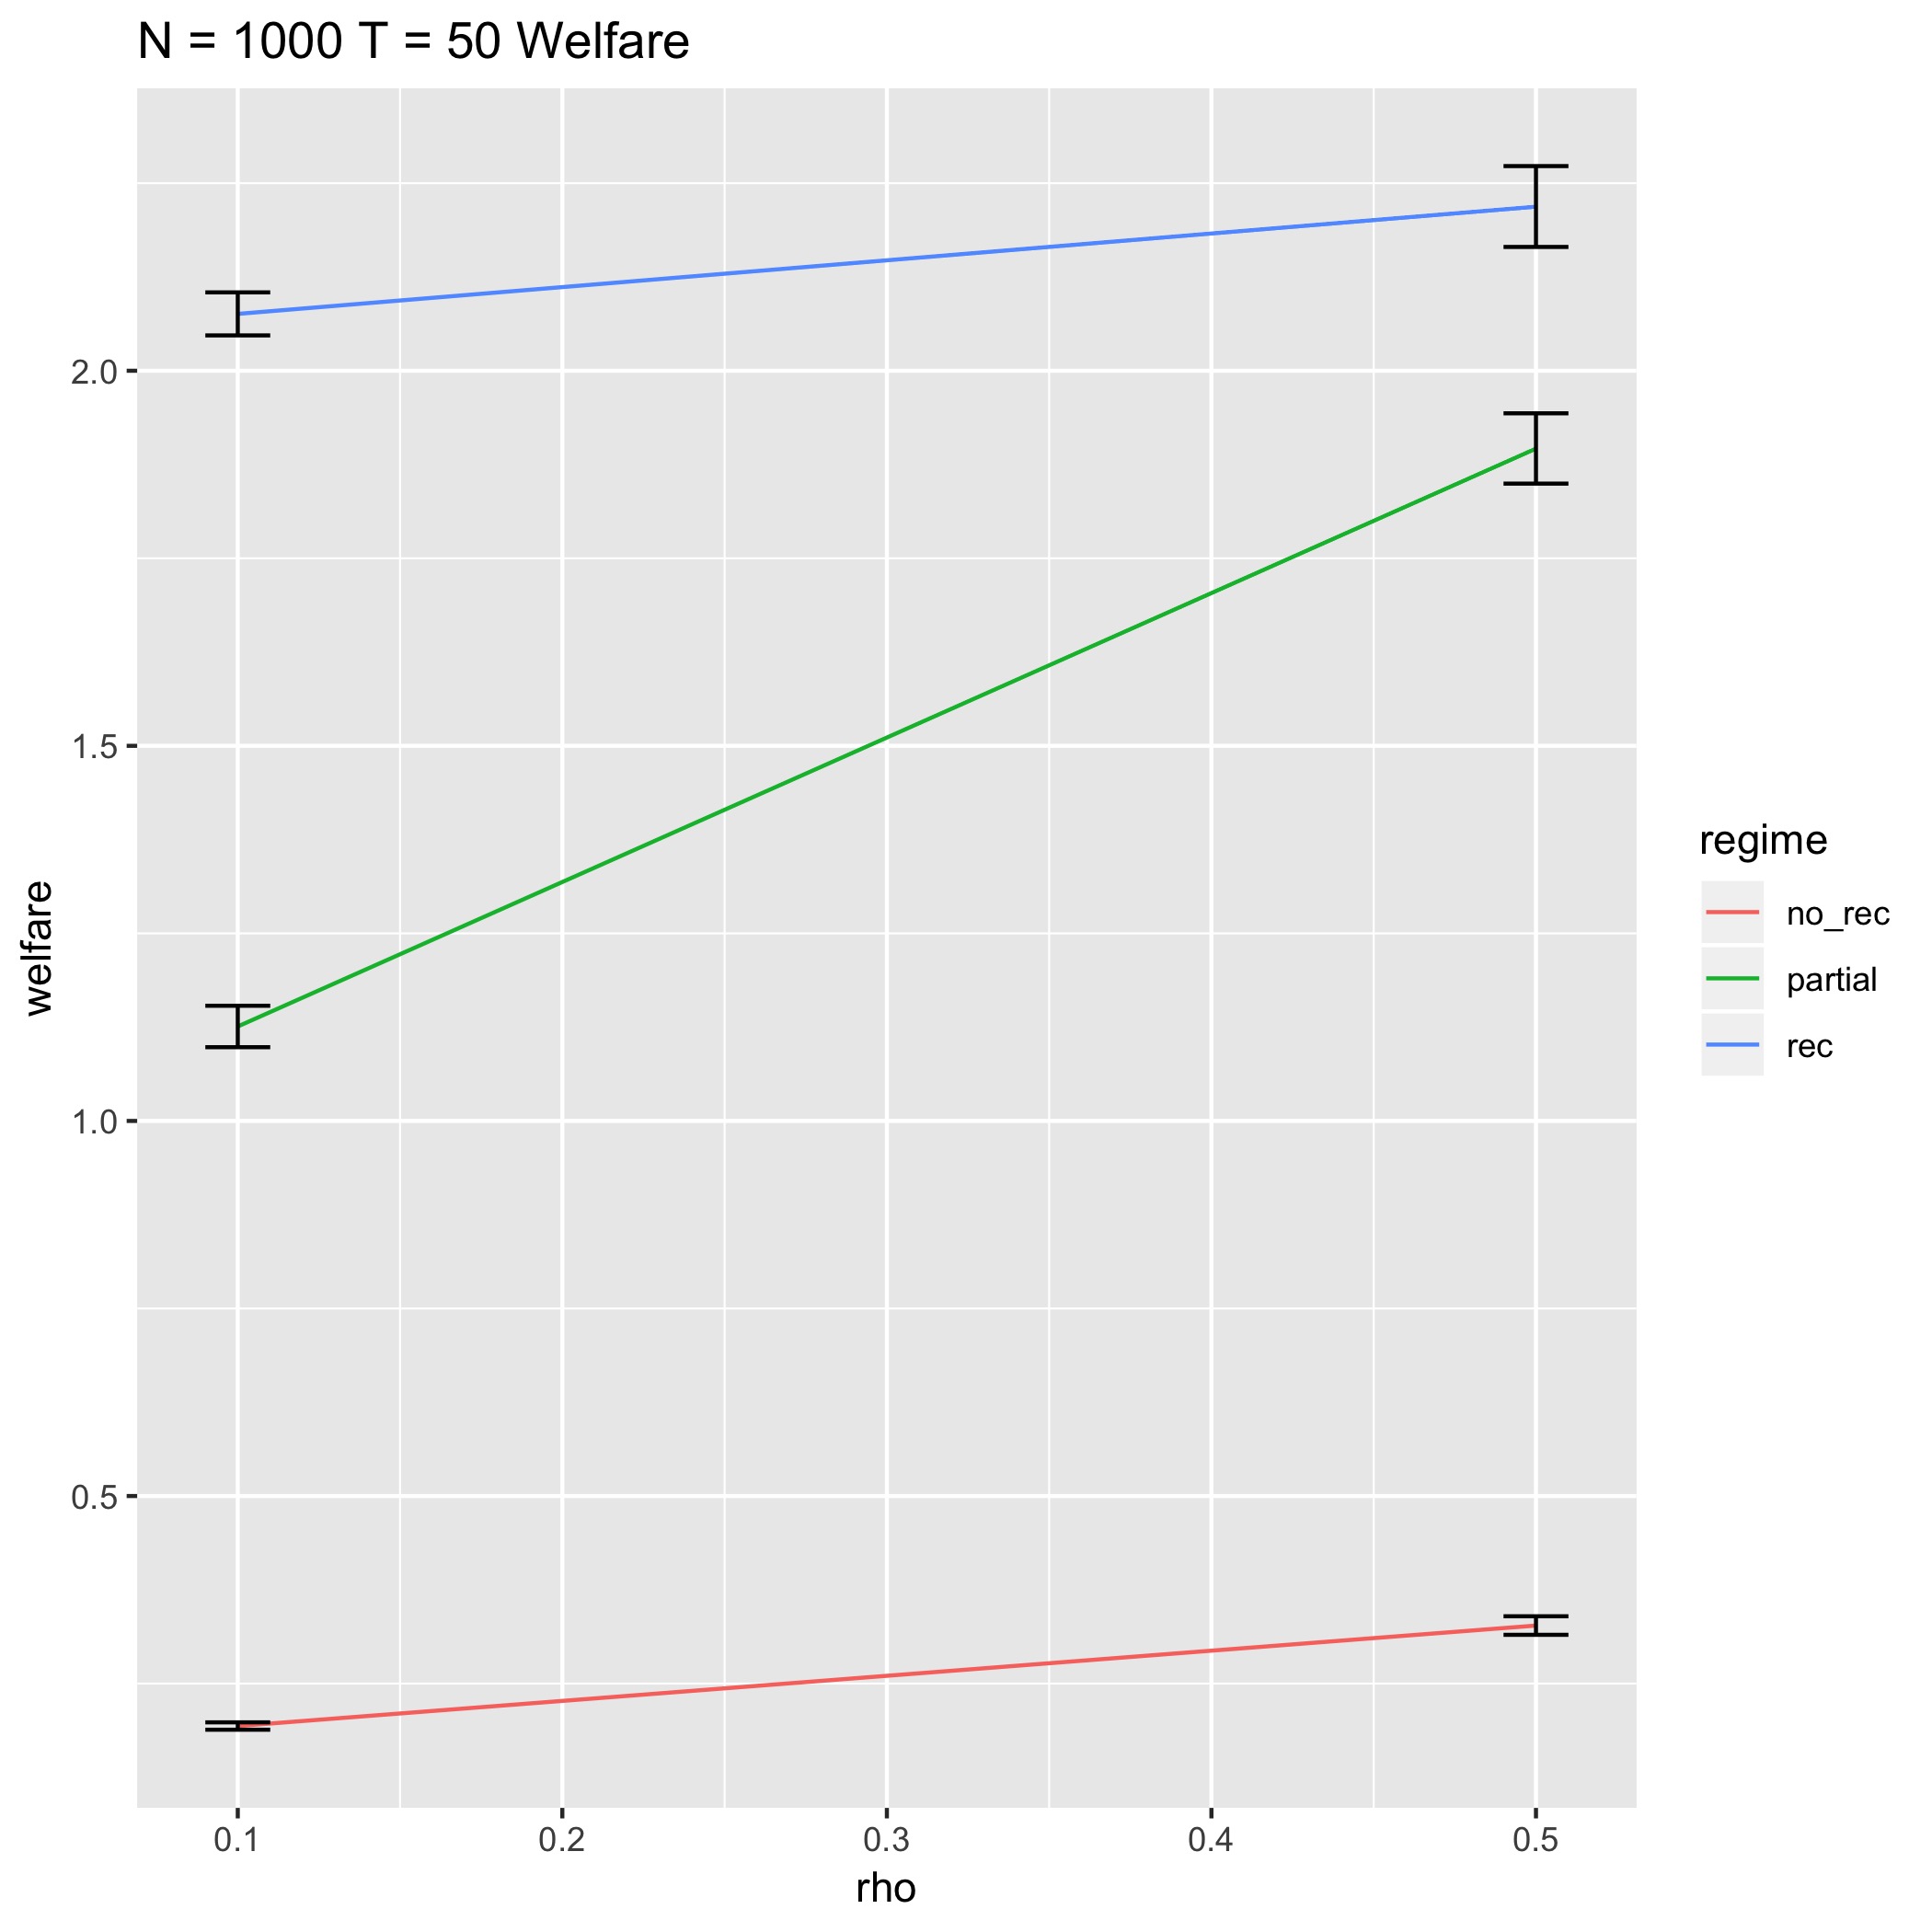 N = 1000 T = 50 Welfare
welfare
2.0
1.5
1.0
0.5
0.1 0.2 0.3 0.4 0.5
rho
regime
no_rec
partial
rec